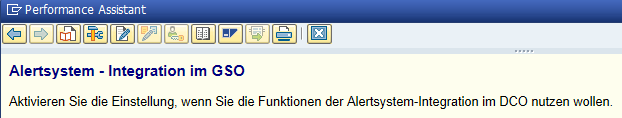 Performance Assistant
Alertsystem - Integration im GSO
Aktivieren Sie die Einstellung, wenn Sie die Funktionen der Alertsystem-Integration im DCO nutzen wollen.